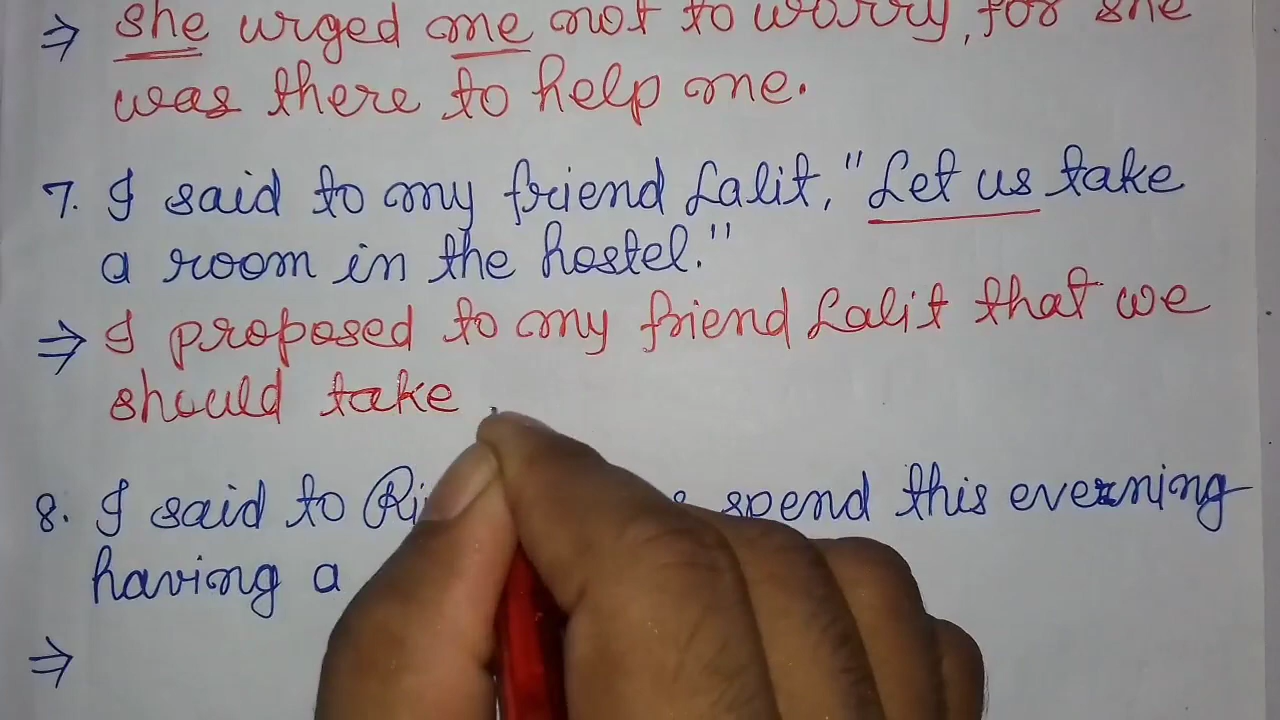 ⇒ she urged me not to worry, for she
was there to help me.
7. I said to my friend Lalit, "Let us take
a room in the hostel."
⇒ I proposed to my friend Lalit that we
should take
8. I said to spend this evening
having a
⇒